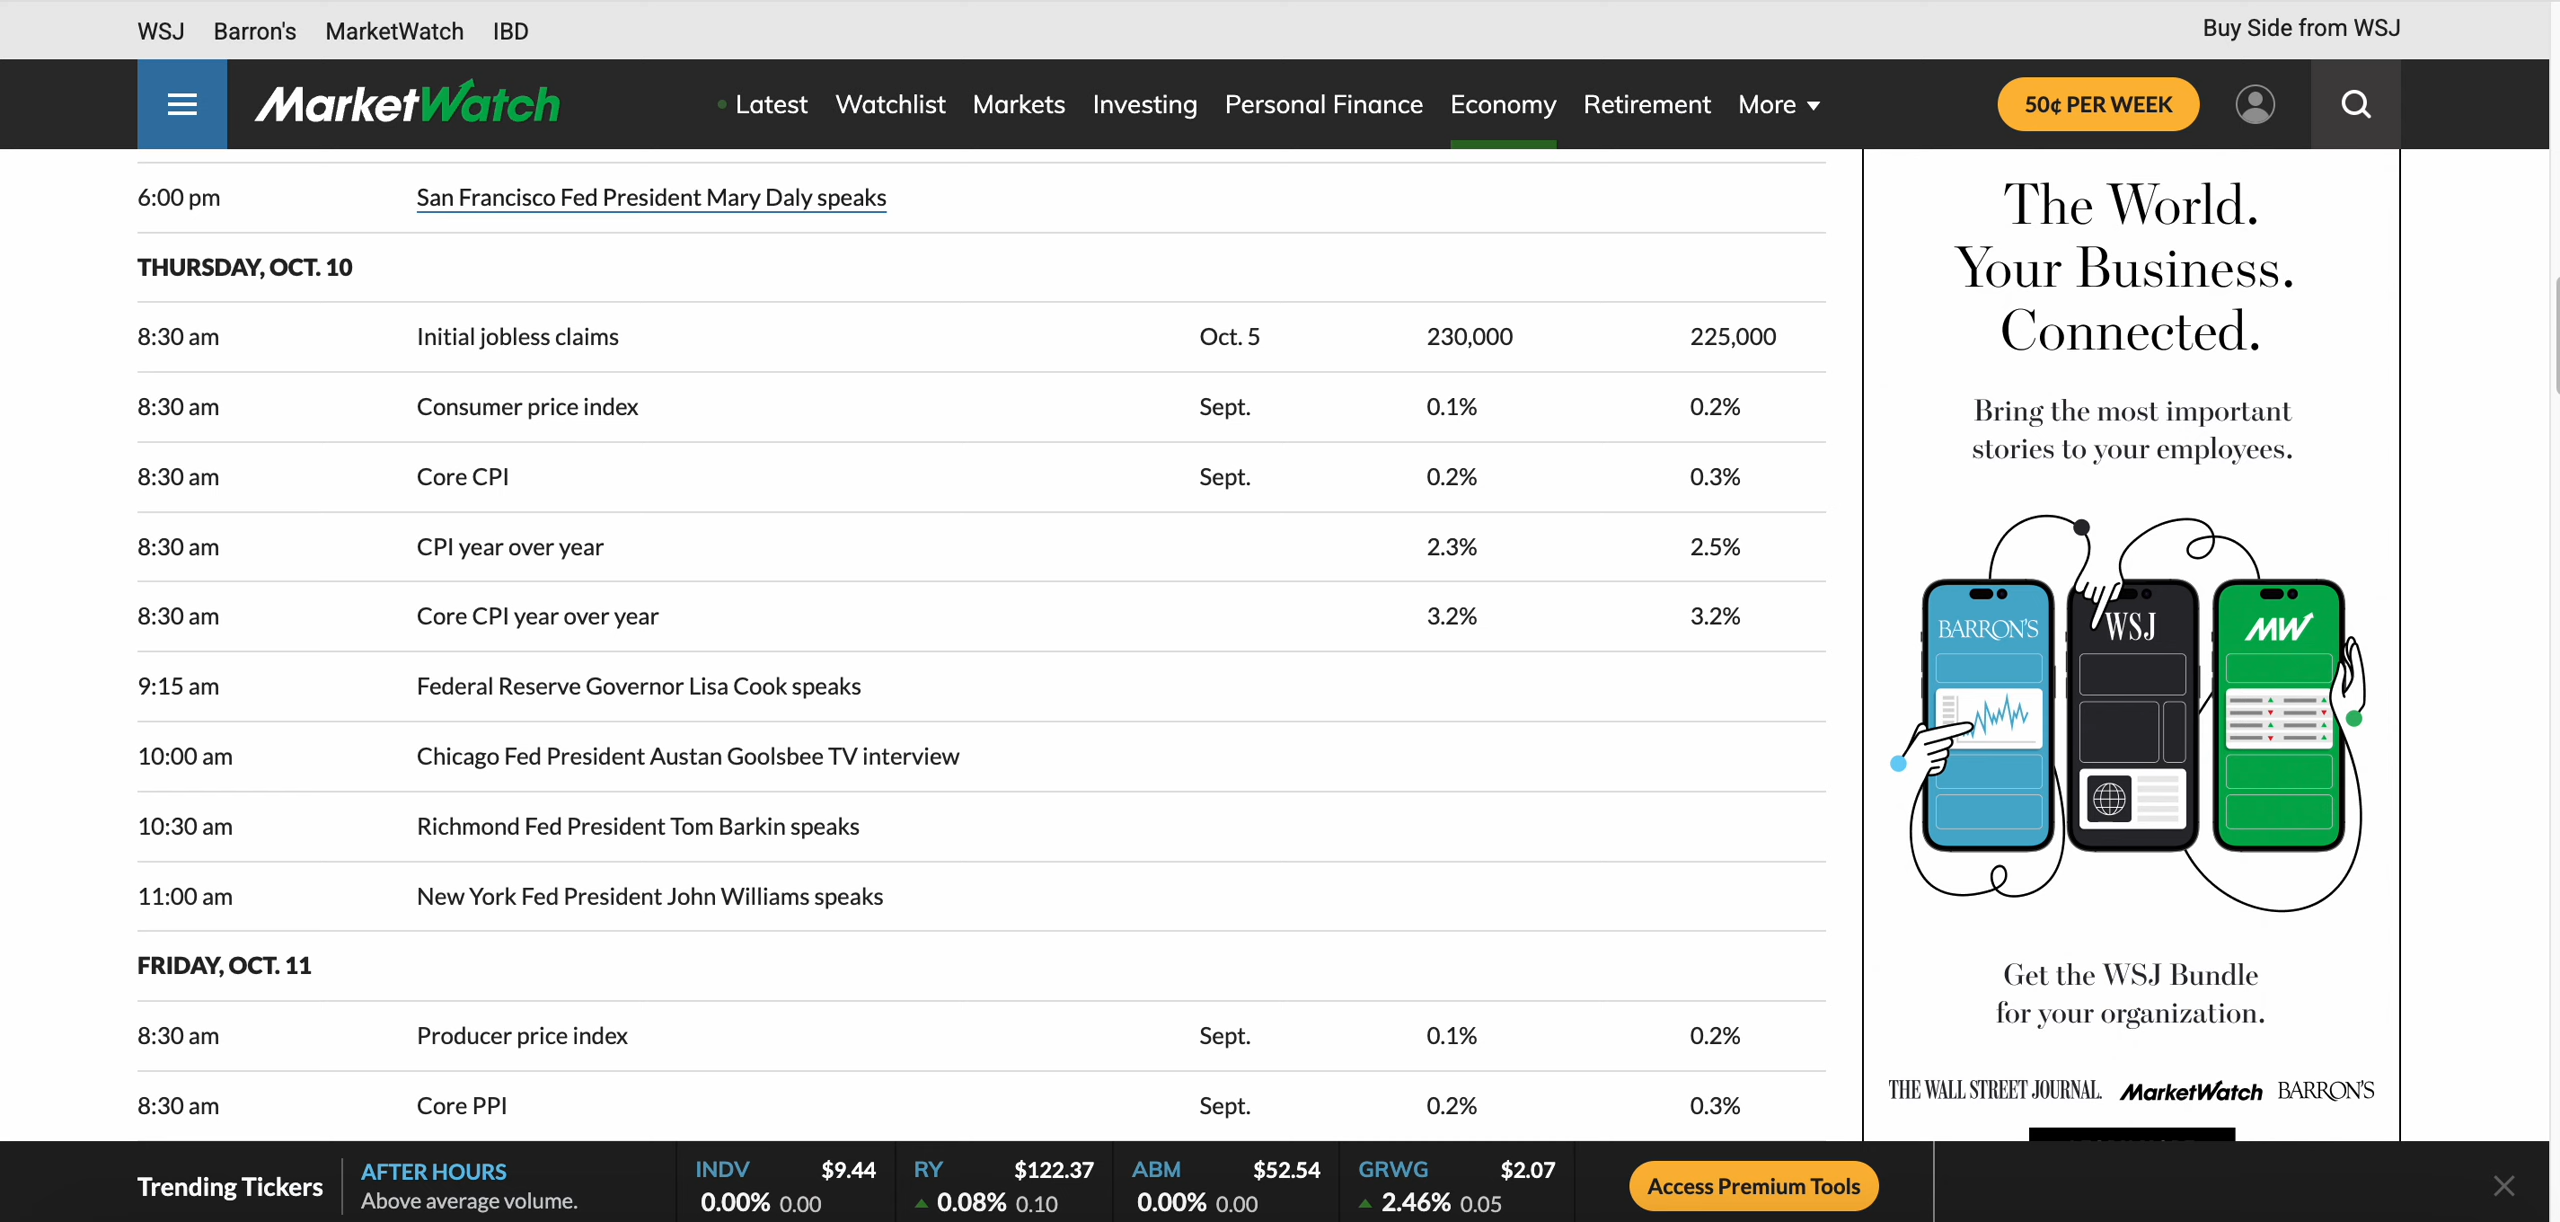 WSJ Barron's MarketWatch IBD Buy Side from WSJ
MarketWatch Latest Watchlist Markets Investing Personal Finance Economy Retirement More 50¢ PER WEEK
6:00 pm San Francisco Fed President Mary Daly speaks
THURSDAY, OCT. 10
8:30 am Initial jobless claims Oct. 5 230,000 225,000
8:30 am Consumer price index Sept. 0.1% 0.2%
8:30 am Core CPI Sept. 0.2% 0.3%
8:30 am CPI year over year 2.3% 2.5%
8:30 am Core CPI year over year 3.2% 3.2%
9:15 am Federal Reserve Governor Lisa Cook speaks
10:00 am Chicago Fed President Austan Goolsbee TV interview
10:30 am Richmond Fed President Tom Barkin speaks
11:00 am New York Fed President John Williams speaks
FRIDAY, OCT. 11
8:30 am Producer price index Sept. 0.1% 0.2%
8:30 am Core PPI Sept. 0.2% 0.3%
The World.
Your Business.
Connected.
Bring the most important
stories to your employees.
BARRON'S WSJ MW
Get the WSJ Bundle
for your organization.
THE WALL STREET JOURNAL. MarketWatch BARRON'S
Trending Tickers
AFTER HOURS
Above average volume.
INDV $9.44
0.00% 0.00
RY $122.37
0.08% 0.10
ABM $52.54
0.00% 0.00
GRWG $2.07
2.46% 0.05
Access Premium Tools